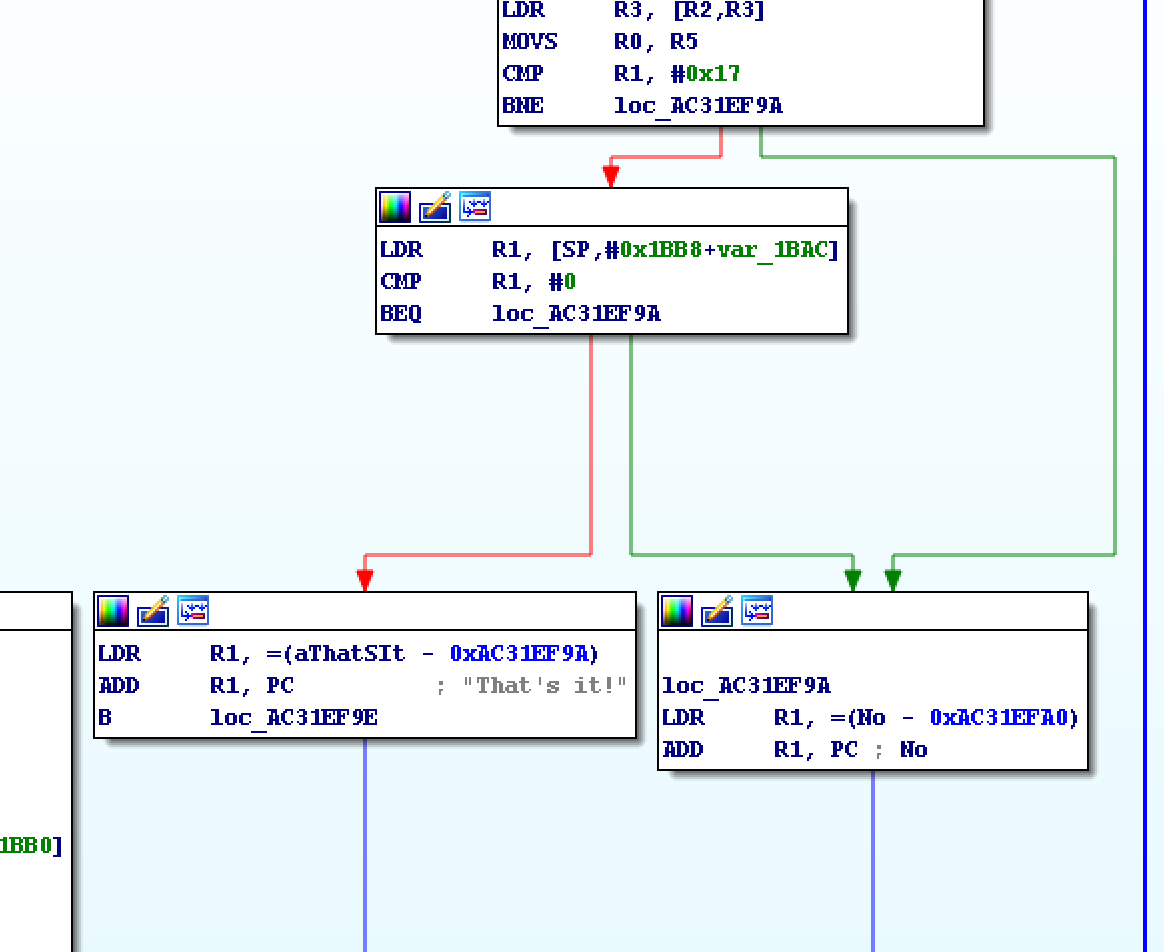 LDR R3, [R2,R3]
MOVS R0, R5
CMP R1, #0x17
BNE loc_AC31EF9A
LDR R1, [SP,#0x1BB8+var_1BAC]
CMP R1, #0
BEQ loc_AC31EF9A
LDR R1, =(aThatSIt - 0xAC31EF9A)
ADD R1, PC ; "That's it!"
B loc_AC31EF9E
loc_AC31EF9A
LDR R1, =(No - 0xAC31EFA0)
ADD R1, PC ; No
1BB0]